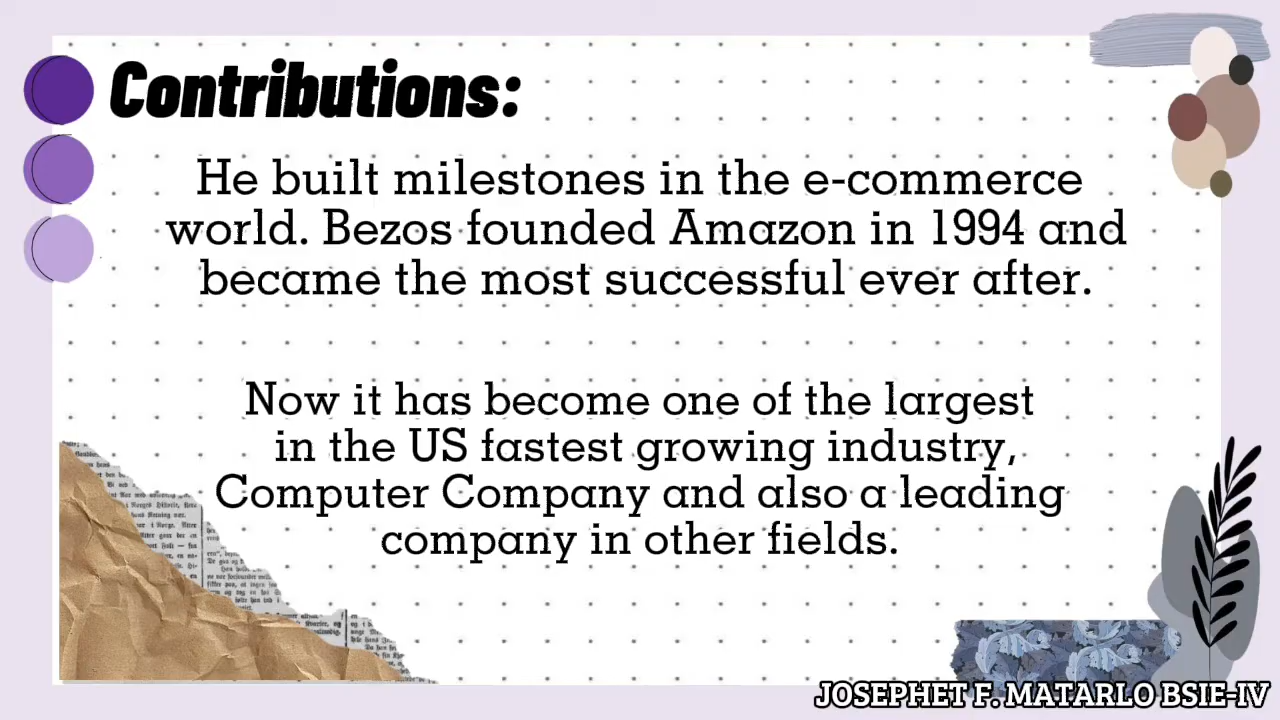 Contributions:
He built milestones in the e-commerce
world. Bezos founded Amazon in 1994 and
became the most successful ever after.
Now it has become one of the largest
in the US fastest growing industry,
Computer Company and also a leading
company in other fields.
JOSEPHET F. MATARLO BSIE-IV